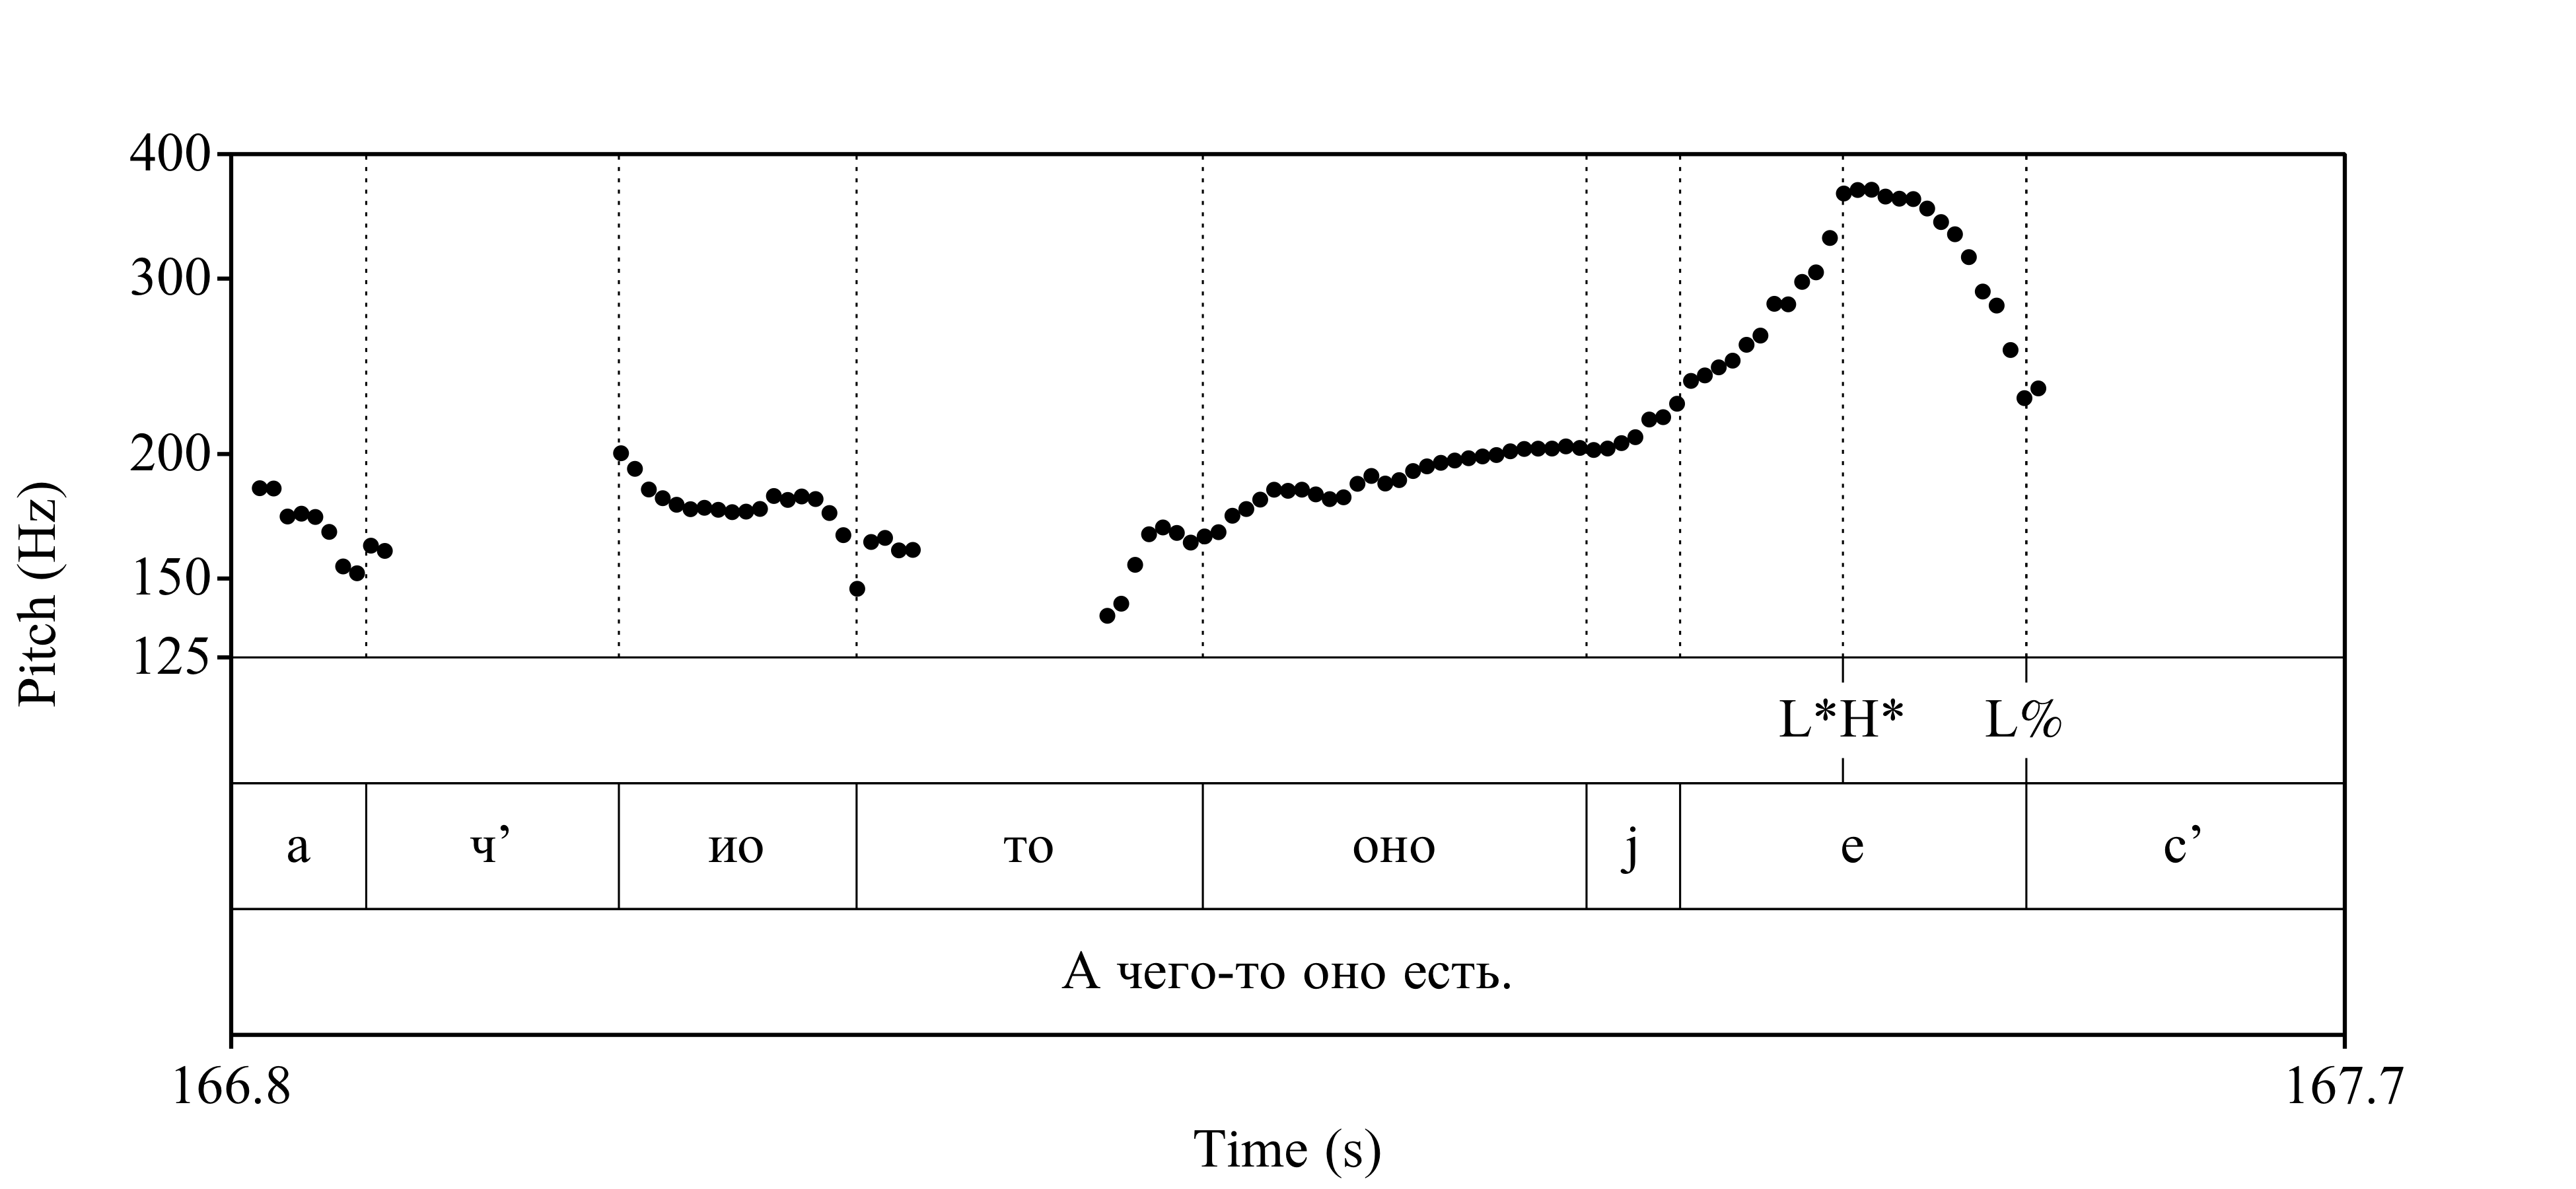 400
300
200
150
125
Pitch (Hz)
L*H* L%
а ч’ ио то оно j е с’
А чего-то оно есть.
166.8 167.7
Time (s)